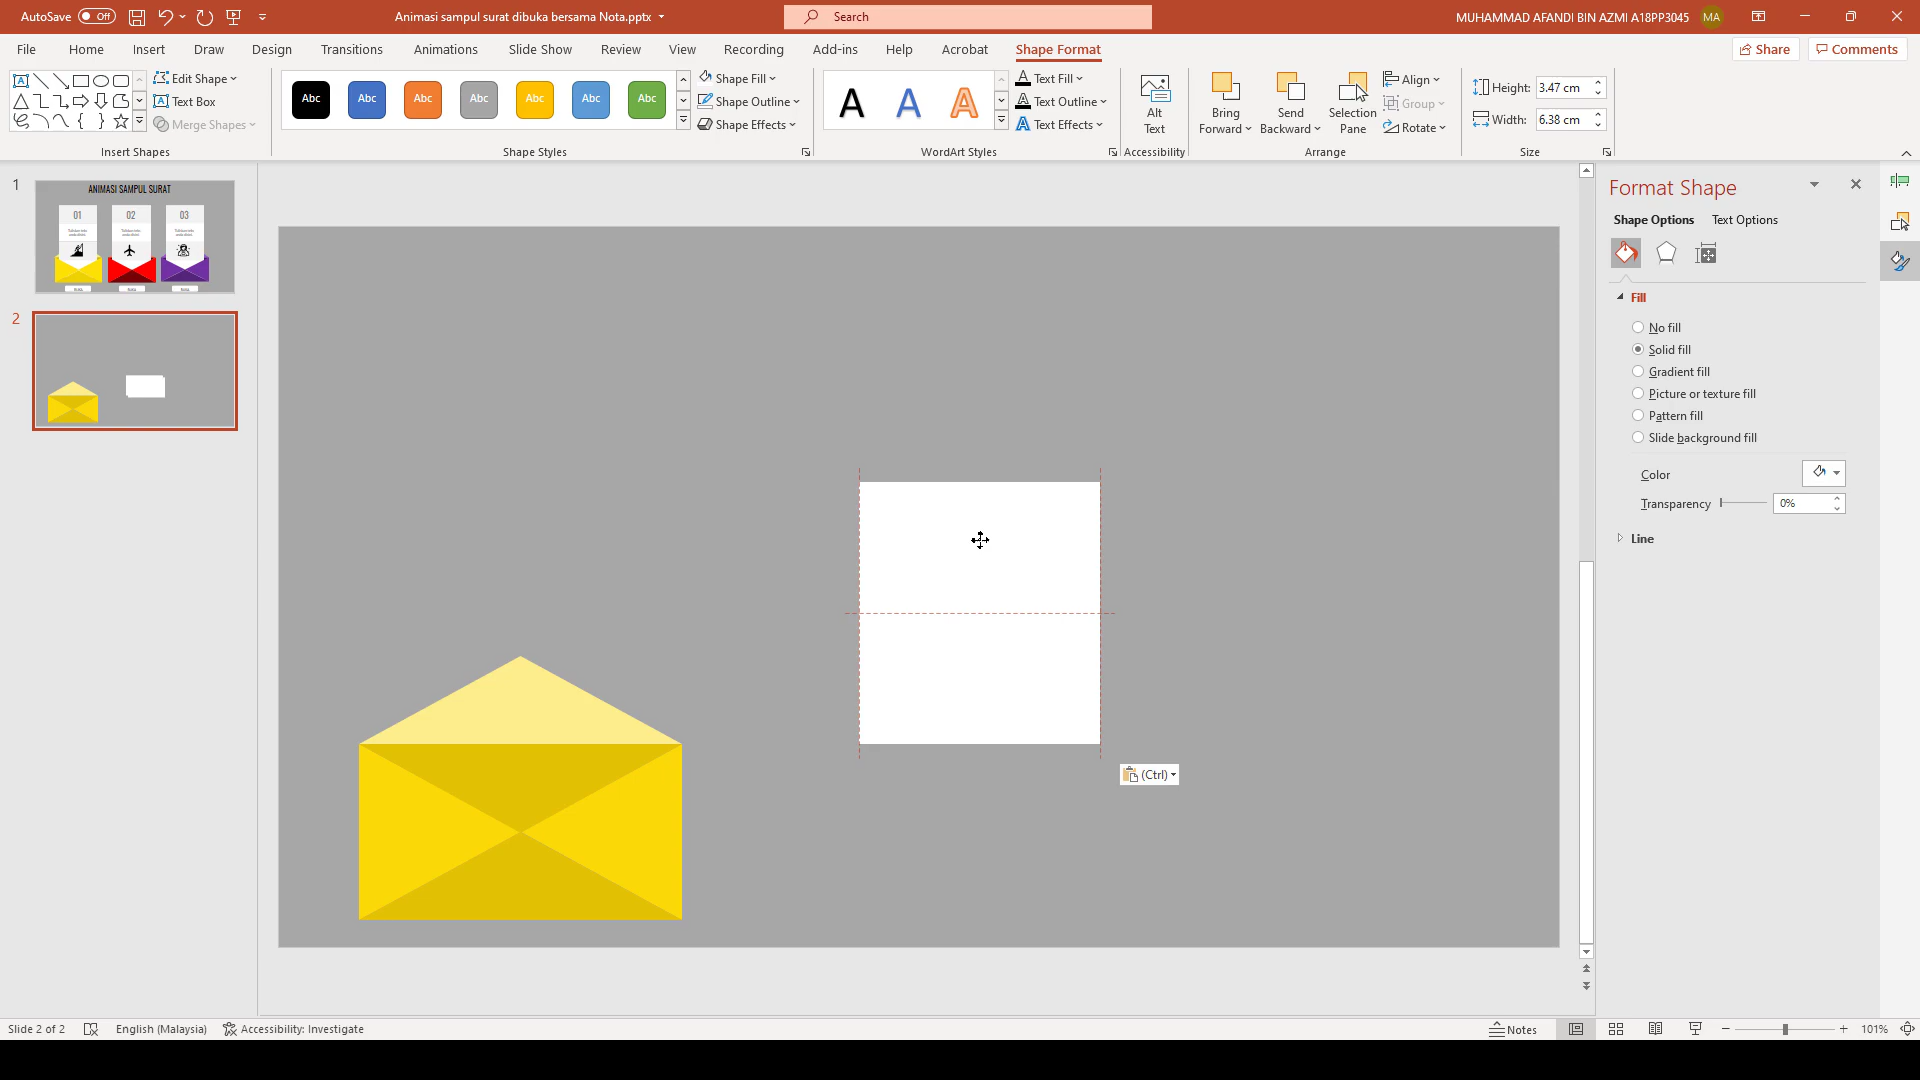 AutoSave Off Animasi sampul surat dibuka bersama Nota.pptx Search MUHAMMAD AFANDI BIN AZMI A18PP3045 MA
File Home Insert Draw Design Transitions Animations Slide Show Review View Recording Add-ins Help Acrobat Shape Format Share Comments
Edit Shape
Text Box
Merge Shapes
Insert Shapes
Abc Abc Abc Abc Abc Abc Abc
Shape Fill
Shape Outline
Shape Effects
Shape Styles
A A A
Text Fill
Text Outline
Text Effects
WordArt Styles
Alt
Text
Accessibility
Bring
Forward
Send
Backward
Selection
Pane
Align
Group
Rotate
Arrange
Height: 3.47 cm
Width: 6.38 cm
Size
1
ANIMASI SAMPUL SURAT
01 02 03
2
(Ctrl)
Format Shape
Shape Options Text Options
Fill
No fill
Solid fill
Gradient fill
Picture or texture fill
Pattern fill
Slide background fill
Color
Transparency 0%
Line
Slide 2 of 2 English (Malaysia) Accessibility: Investigate Notes 101%